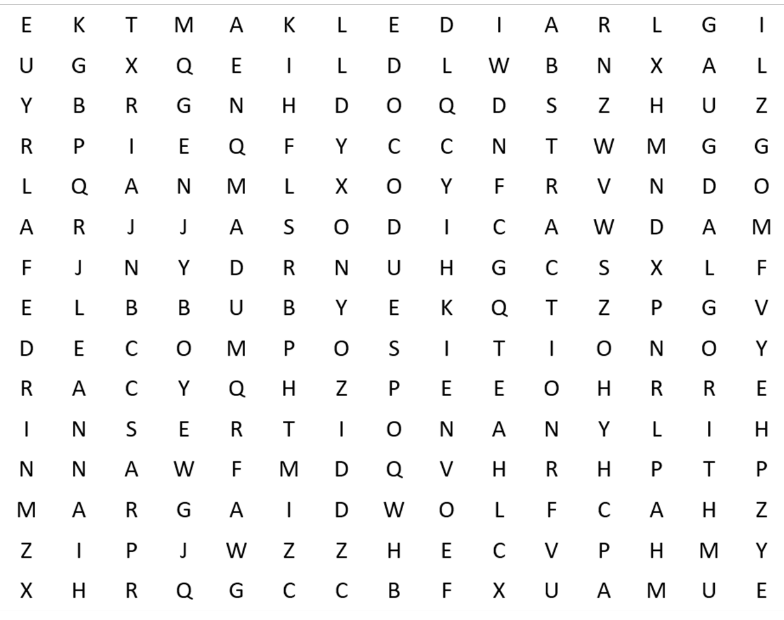 E K T M A K L E D I A R L G I
U G X Q E I L D L W B N X A L
Y B R G N H D O Q D S Z H U Z
R P I E Q F Y C C N T W M G G
L Q A N M L X O Y F R V N D O
A R J J A S O D I C A W D A M
F J N Y D R N U H G C S X L F
E L B B U B Y E K Q T Z P G V
D E C O M P O S I T I O N O Y
R A C Y Q H Z P E E O H R R E
I N S E R T I O N A N Y L I H
N N A W F M D Q V H R H P T P
M A R G A I D W O L F C A H Z
Z I P J W Z Z H E C V P H M Y
X H R Q G C C B F X U A M U E